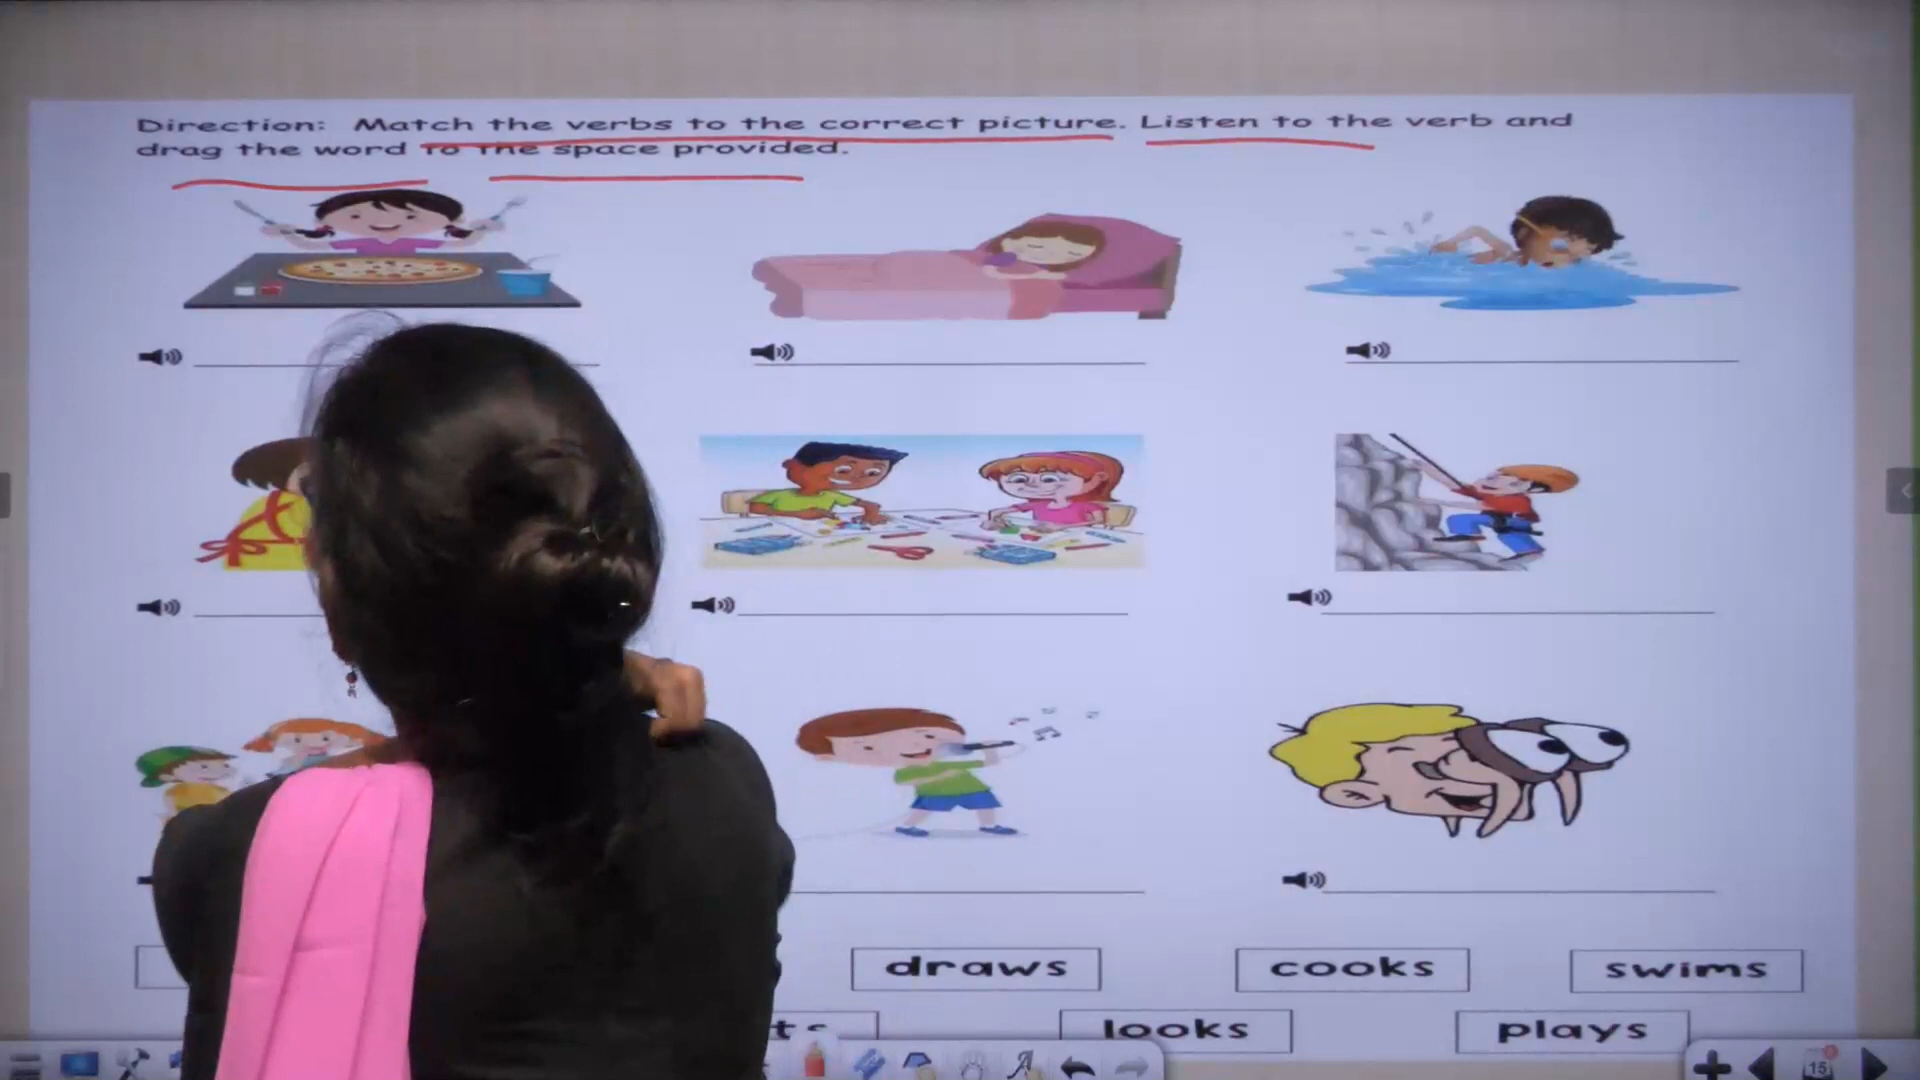 Direction: Match the verbs to the correct picture. Listen to the verb and
drag the word to the space provided.
draws cooks swims
looks plays
15